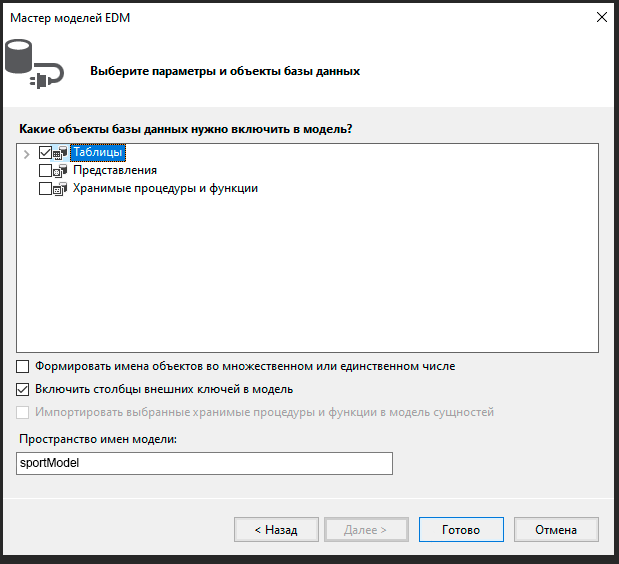 Мастер моделей EDM
Выберите параметры и объекты базы данных
Какие объекты базы данных нужно включить в модель?
Таблицы
Представления
Хранимые процедуры и функции
Формировать имена объектов во множественном или единственном числе
Включить столбцы внешних ключей в модель
Импортировать выбранные хранимые процедуры и функции в модель сущностей
Пространство имен модели:
sportModel
< Назад
Далее >
Готово
Отмена